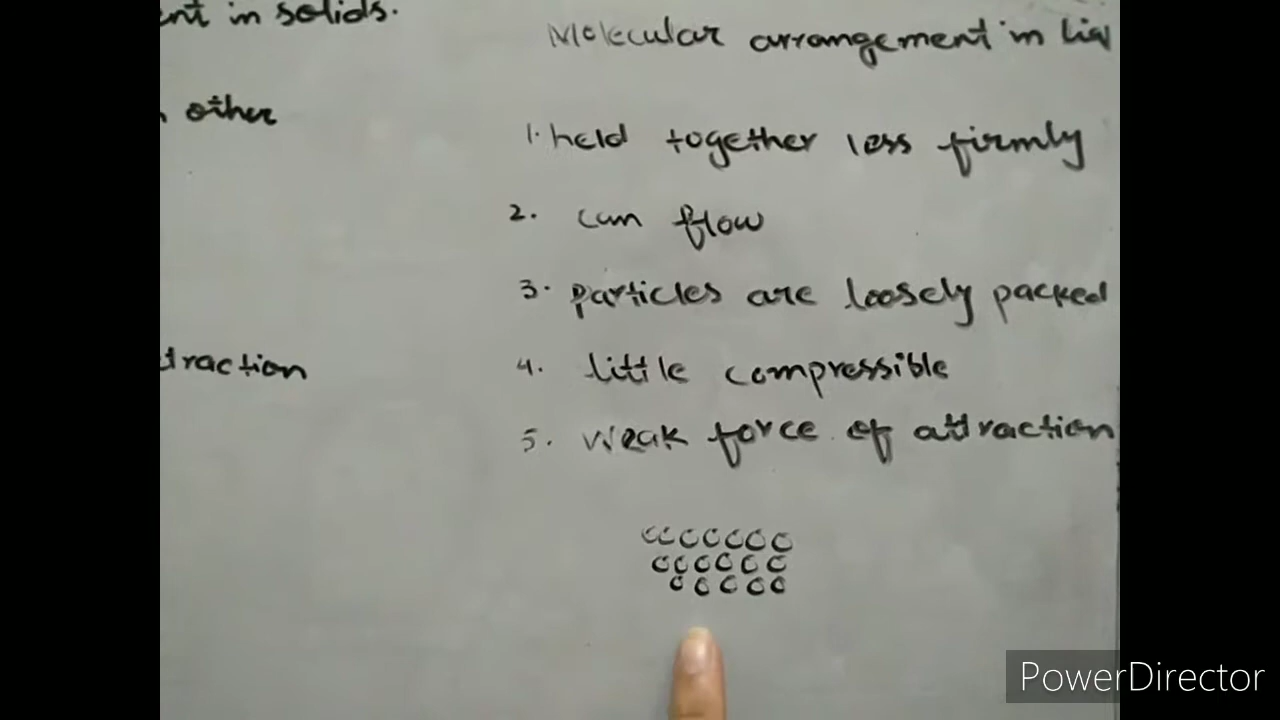 ent in solids.
Molecular arrangement in liq
other
1. held together less firmly
2. can flow
3. particles are loosely packed
traction
4. little compressible
5. weak force of attraction
PowerDirector